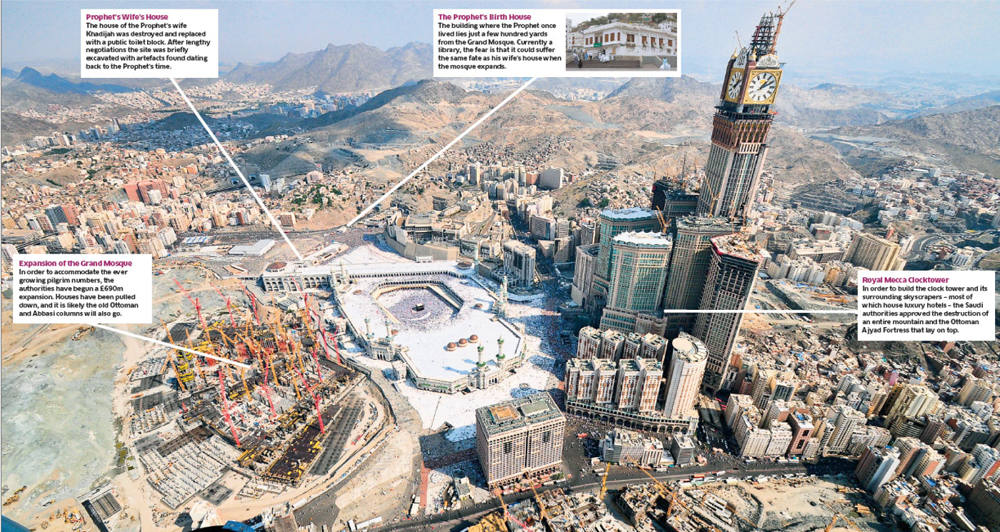 Prophet's Wife's House
The house of the Prophet's wife
Khadijah was destroyed and replaced
with a public toilet block. After lengthy
negotiations the site was briefly
excavated with artefacts found dating
back to the Prophet's time.
The Prophet's Birth House
The building where the Prophet once
lived lies just a few hundred yards
from the Grand Mosque. Currently a
library, the fear is that it could suffer
the same fate as his wife's house when
the mosque expands.
Expansion of the Grand Mosque
In order to accommodate the ever
growing pilgrim numbers, the
authorities have begun a £690m
expansion. Houses have been pulled
down, and it is likely the old Ottoman
and Abbasi columns will also go.
Royal Mecca Clocktower
In order to build the clock tower and its
surrounding skyscrapers – most of
which house luxury hotels – the Saudi
authorities approved the destruction of
an entire mountain and the Ottoman
Ajyad Fortress that lay on top.